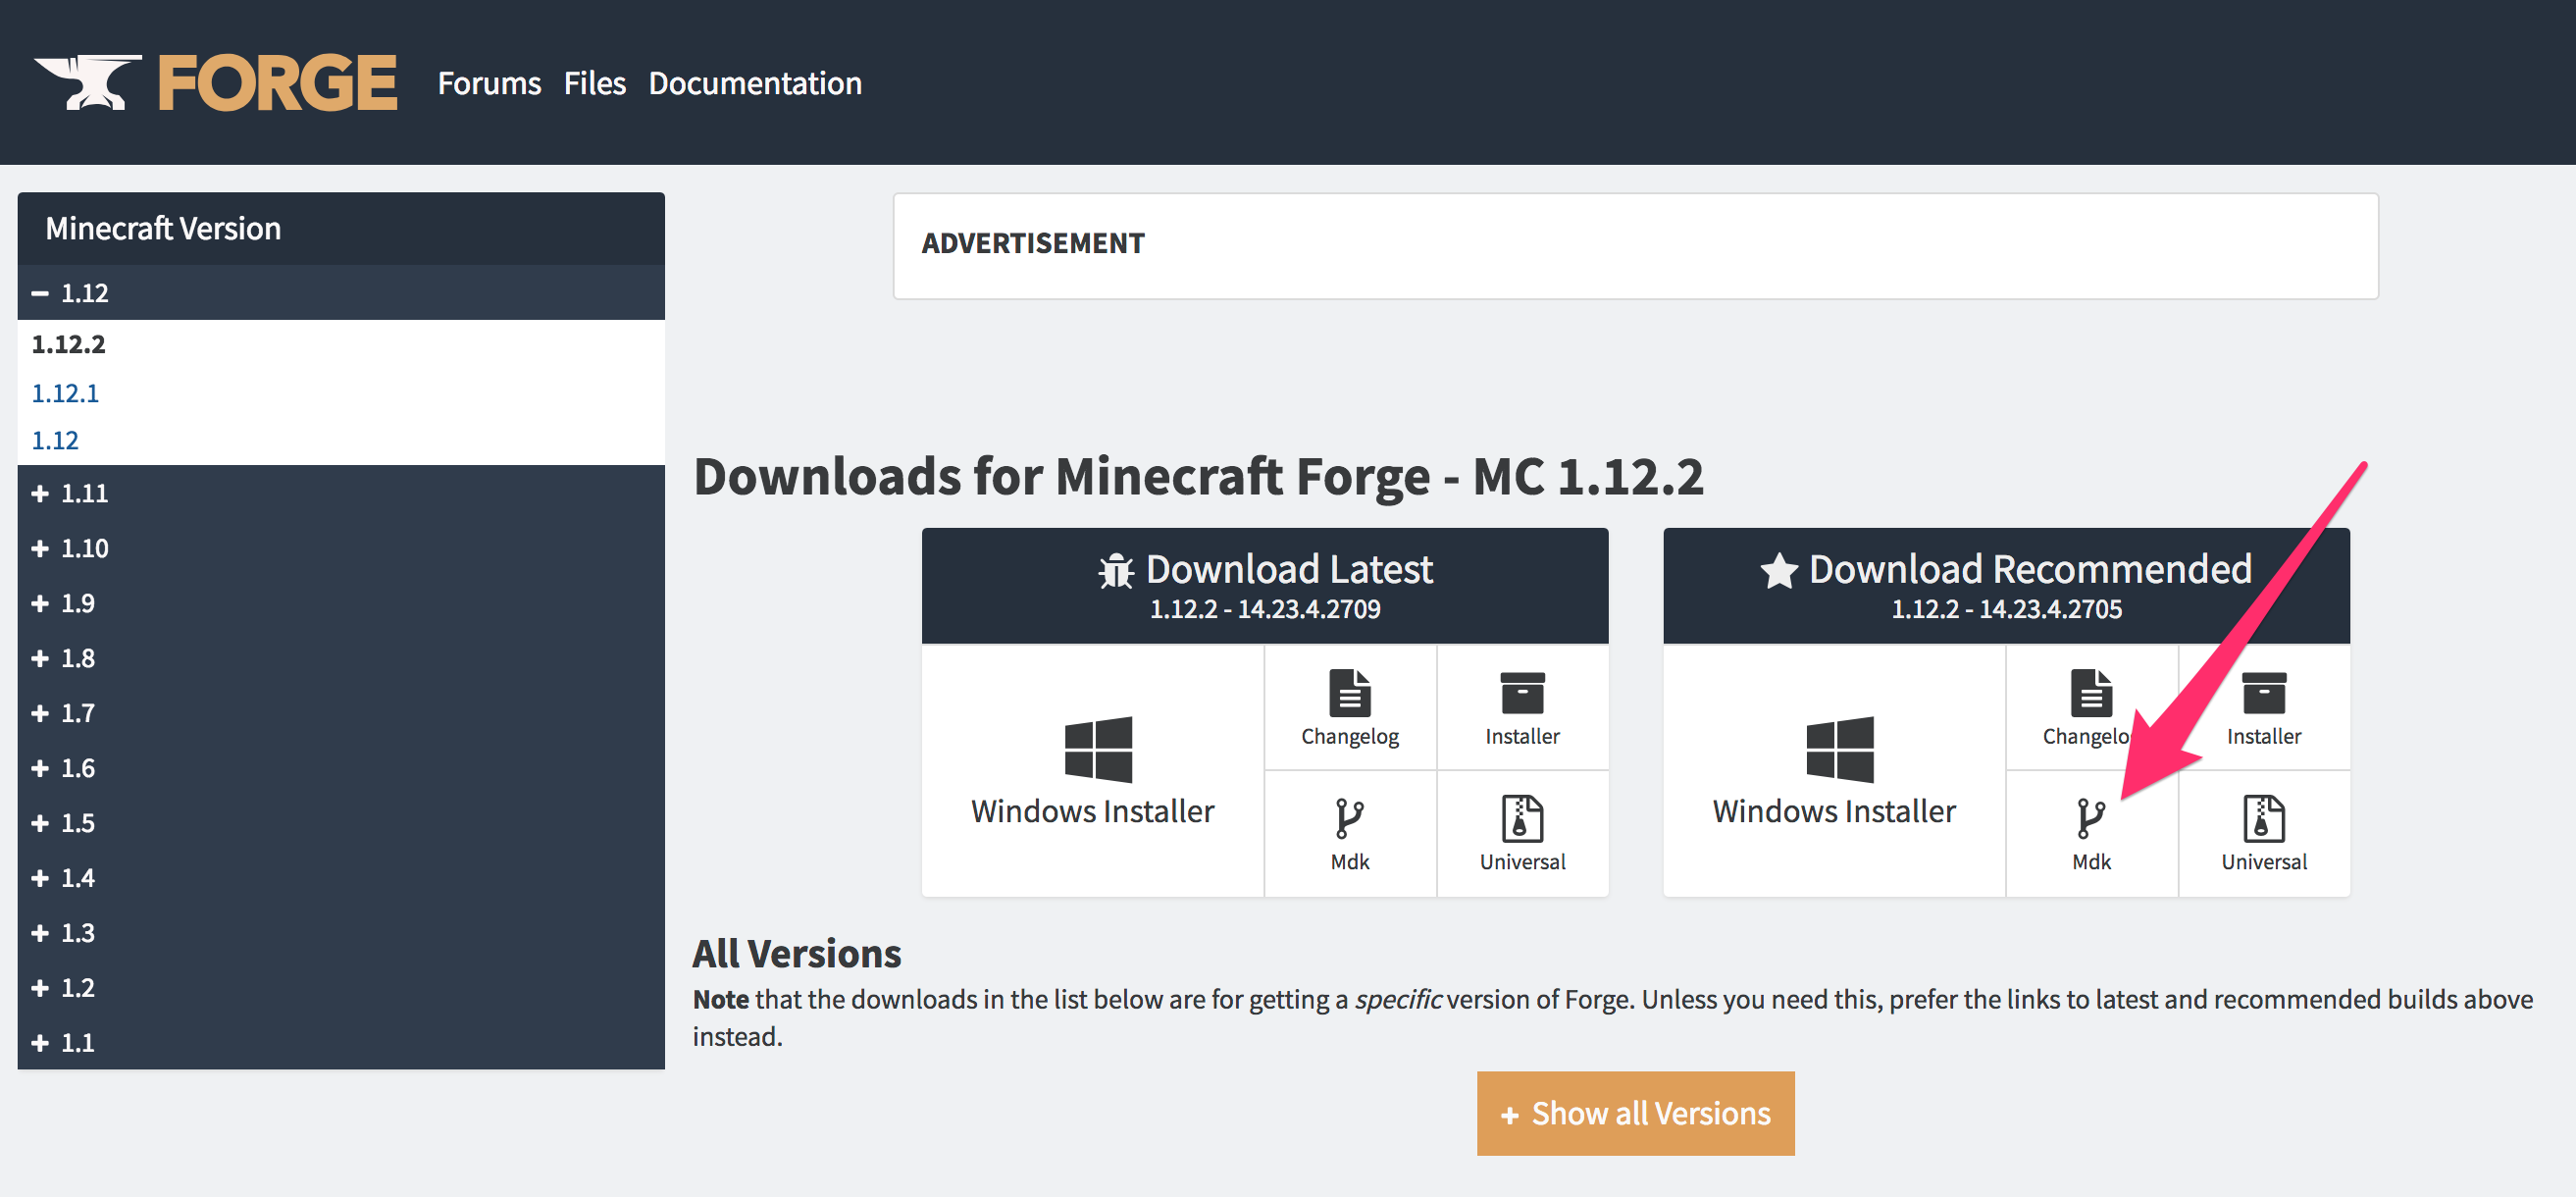 FORGE Forums Files Documentation
Minecraft Version
1.12
1.12.2
1.12.1
1.12
1.11
1.10
1.9
1.8
1.7
1.6
1.5
1.4
1.3
1.2
1.1
ADVERTISEMENT
Downloads for Minecraft Forge - MC 1.12.2
Download Latest
1.12.2 - 14.23.4.2709
Windows Installer
Changelog
Installer
Mdk
Universal
Download Recommended
1.12.2 - 14.23.4.2705
Windows Installer
Changelog
Installer
Mdk
Universal
All Versions
Note that the downloads in the list below are for getting a specific version of Forge. Unless you need this, prefer the links to latest and recommended builds above
instead.
+ Show all Versions